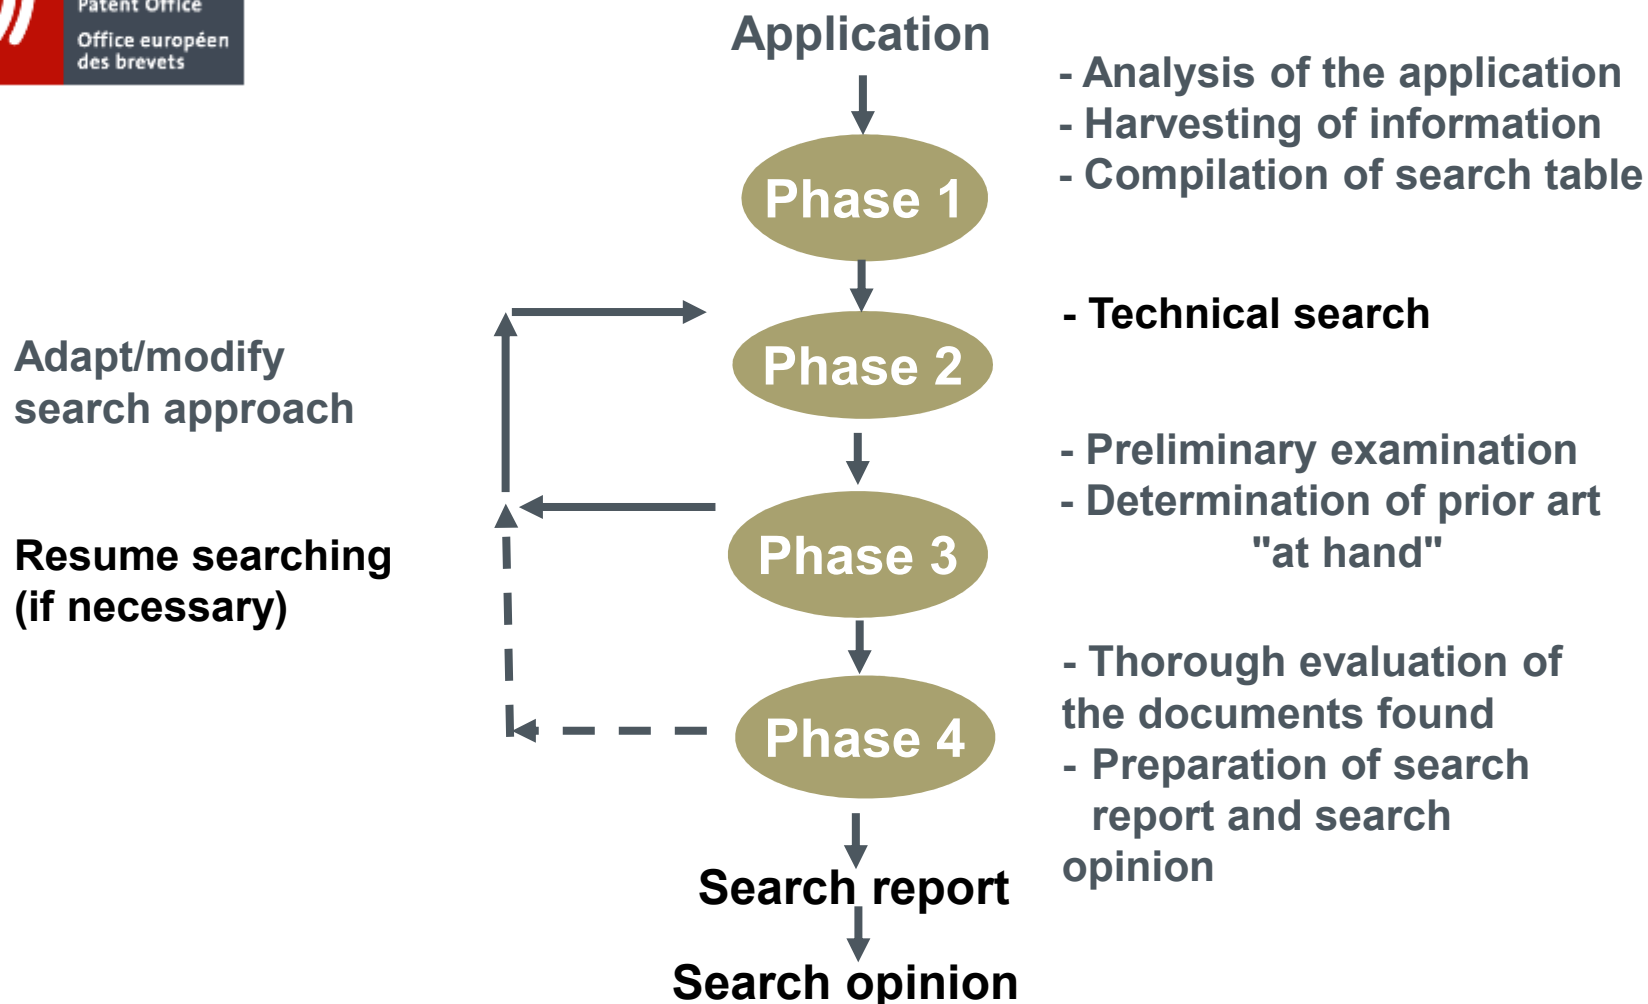 Patent Office
Office européen
des brevets
Application
- Analysis of the application
- Harvesting of information
- Compilation of search table
Phase 1
- Technical search
Adapt/modify
search approach
Phase 2
- Preliminary examination
- Determination of prior art
"at hand"
Resume searching
(if necessary)
Phase 3
- Thorough evaluation of
the documents found
- Preparation of search
report and search
opinion
Phase 4
Search report
Search opinion